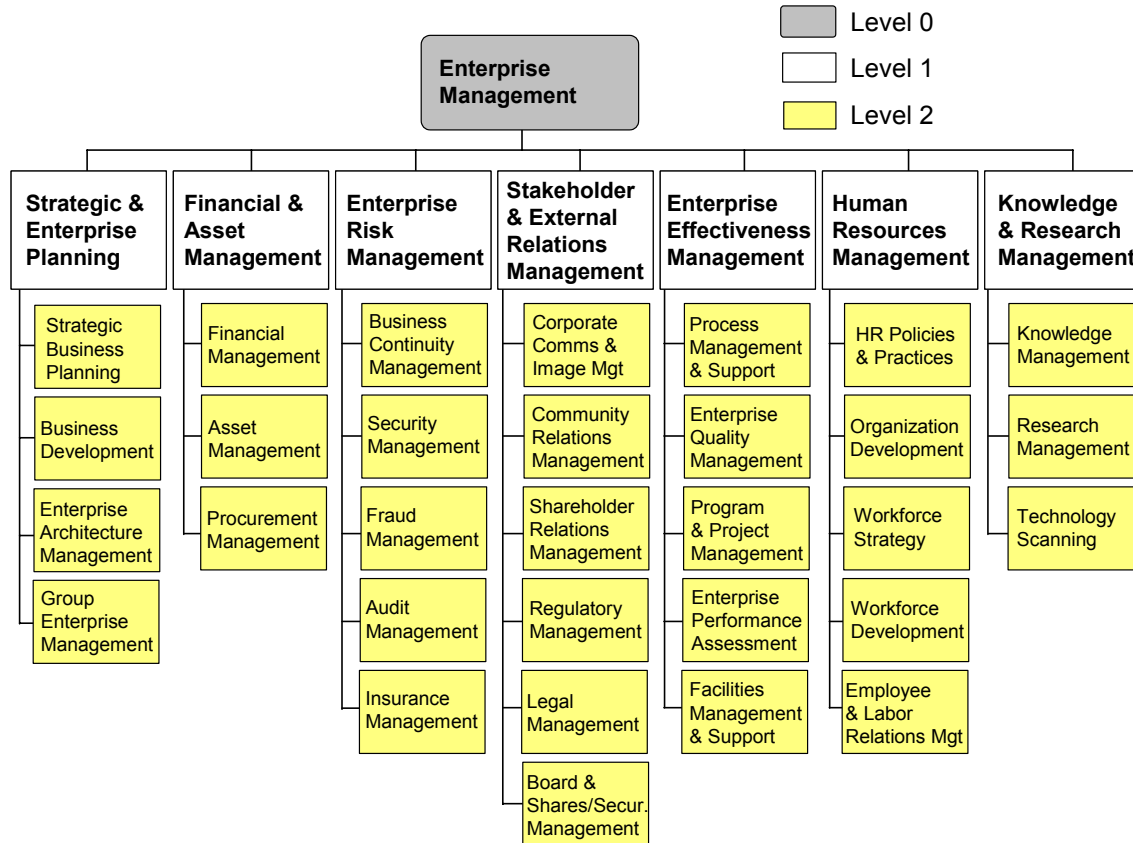 Level 0
Level 1
Level 2
Enterprise
Management
Strategic &
Enterprise
Planning
Financial &
Asset
Management
Enterprise
Risk
Management
Stakeholder
& External
Relations
Management
Enterprise
Effectiveness
Management
Human
Resources
Management
Knowledge
& Research
Management
Strategic
Business
Planning
Business
Development
Enterprise
Architecture
Management
Group
Enterprise
Management
Financial
Management
Asset
Management
Procurement
Management
Business
Continuity
Management
Security
Management
Fraud
Management
Audit
Management
Insurance
Management
Corporate
Comms &
Image Mgt
Community
Relations
Management
Shareholder
Relations
Management
Regulatory
Management
Legal
Management
Board &
Shares/Secur.
Management
Process
Management
& Support
Enterprise
Quality
Management
Program
& Project
Management
Enterprise
Performance
Assessment
Facilities
Management
& Support
HR Policies
& Practices
Organization
Development
Workforce
Strategy
Workforce
Development
Employee
& Labor
Relations Mgt
Knowledge
Management
Research
Management
Technology
Scanning